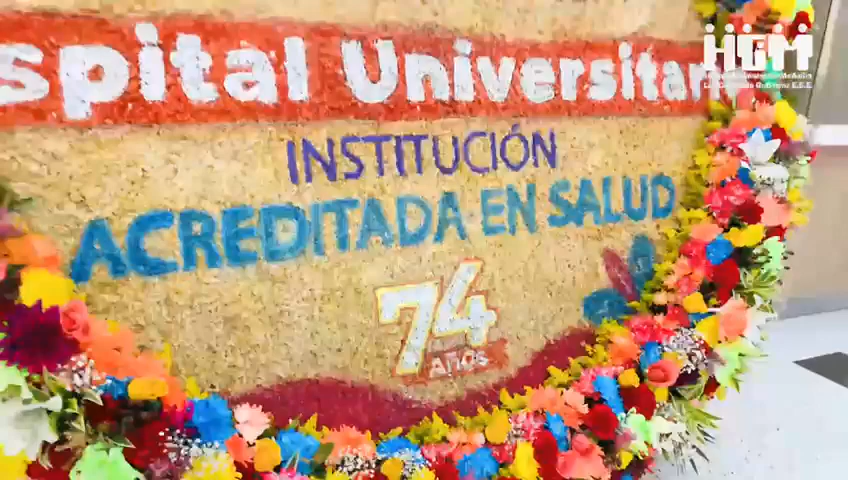 spital Universitar
HGM
INSTITUCIÓN
ACREDITADA EN SALUD
74
AÑOS